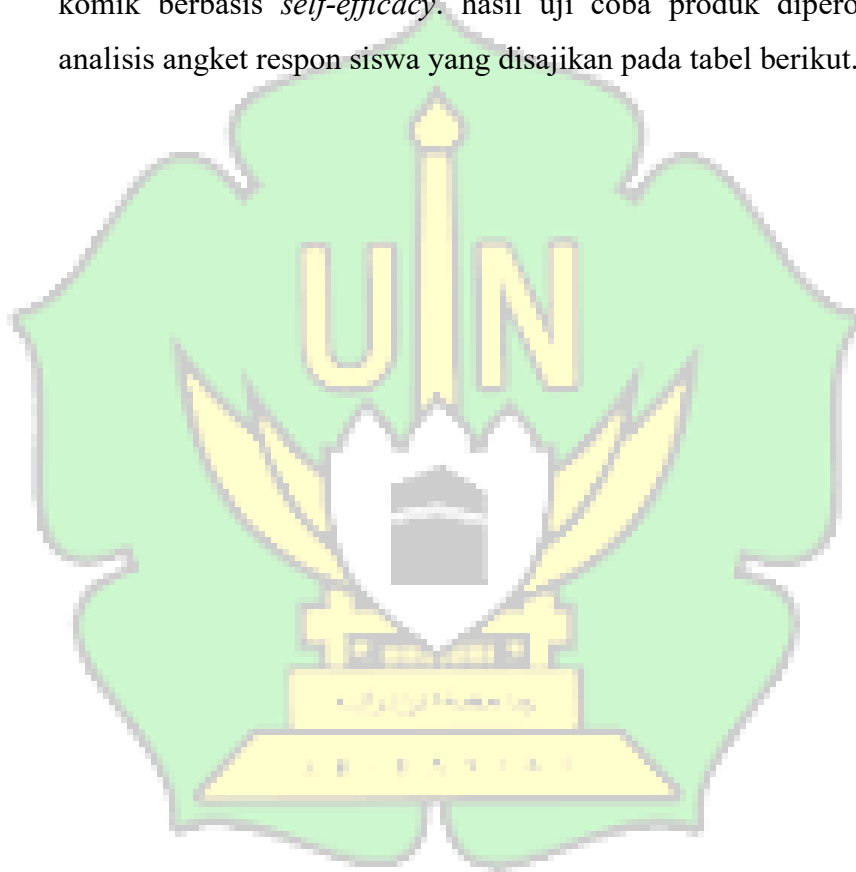 komik berbasis self-efficacy. hasil uji coba produk dipero
analisis angket respon siswa yang disajikan pada tabel berikut.
U N